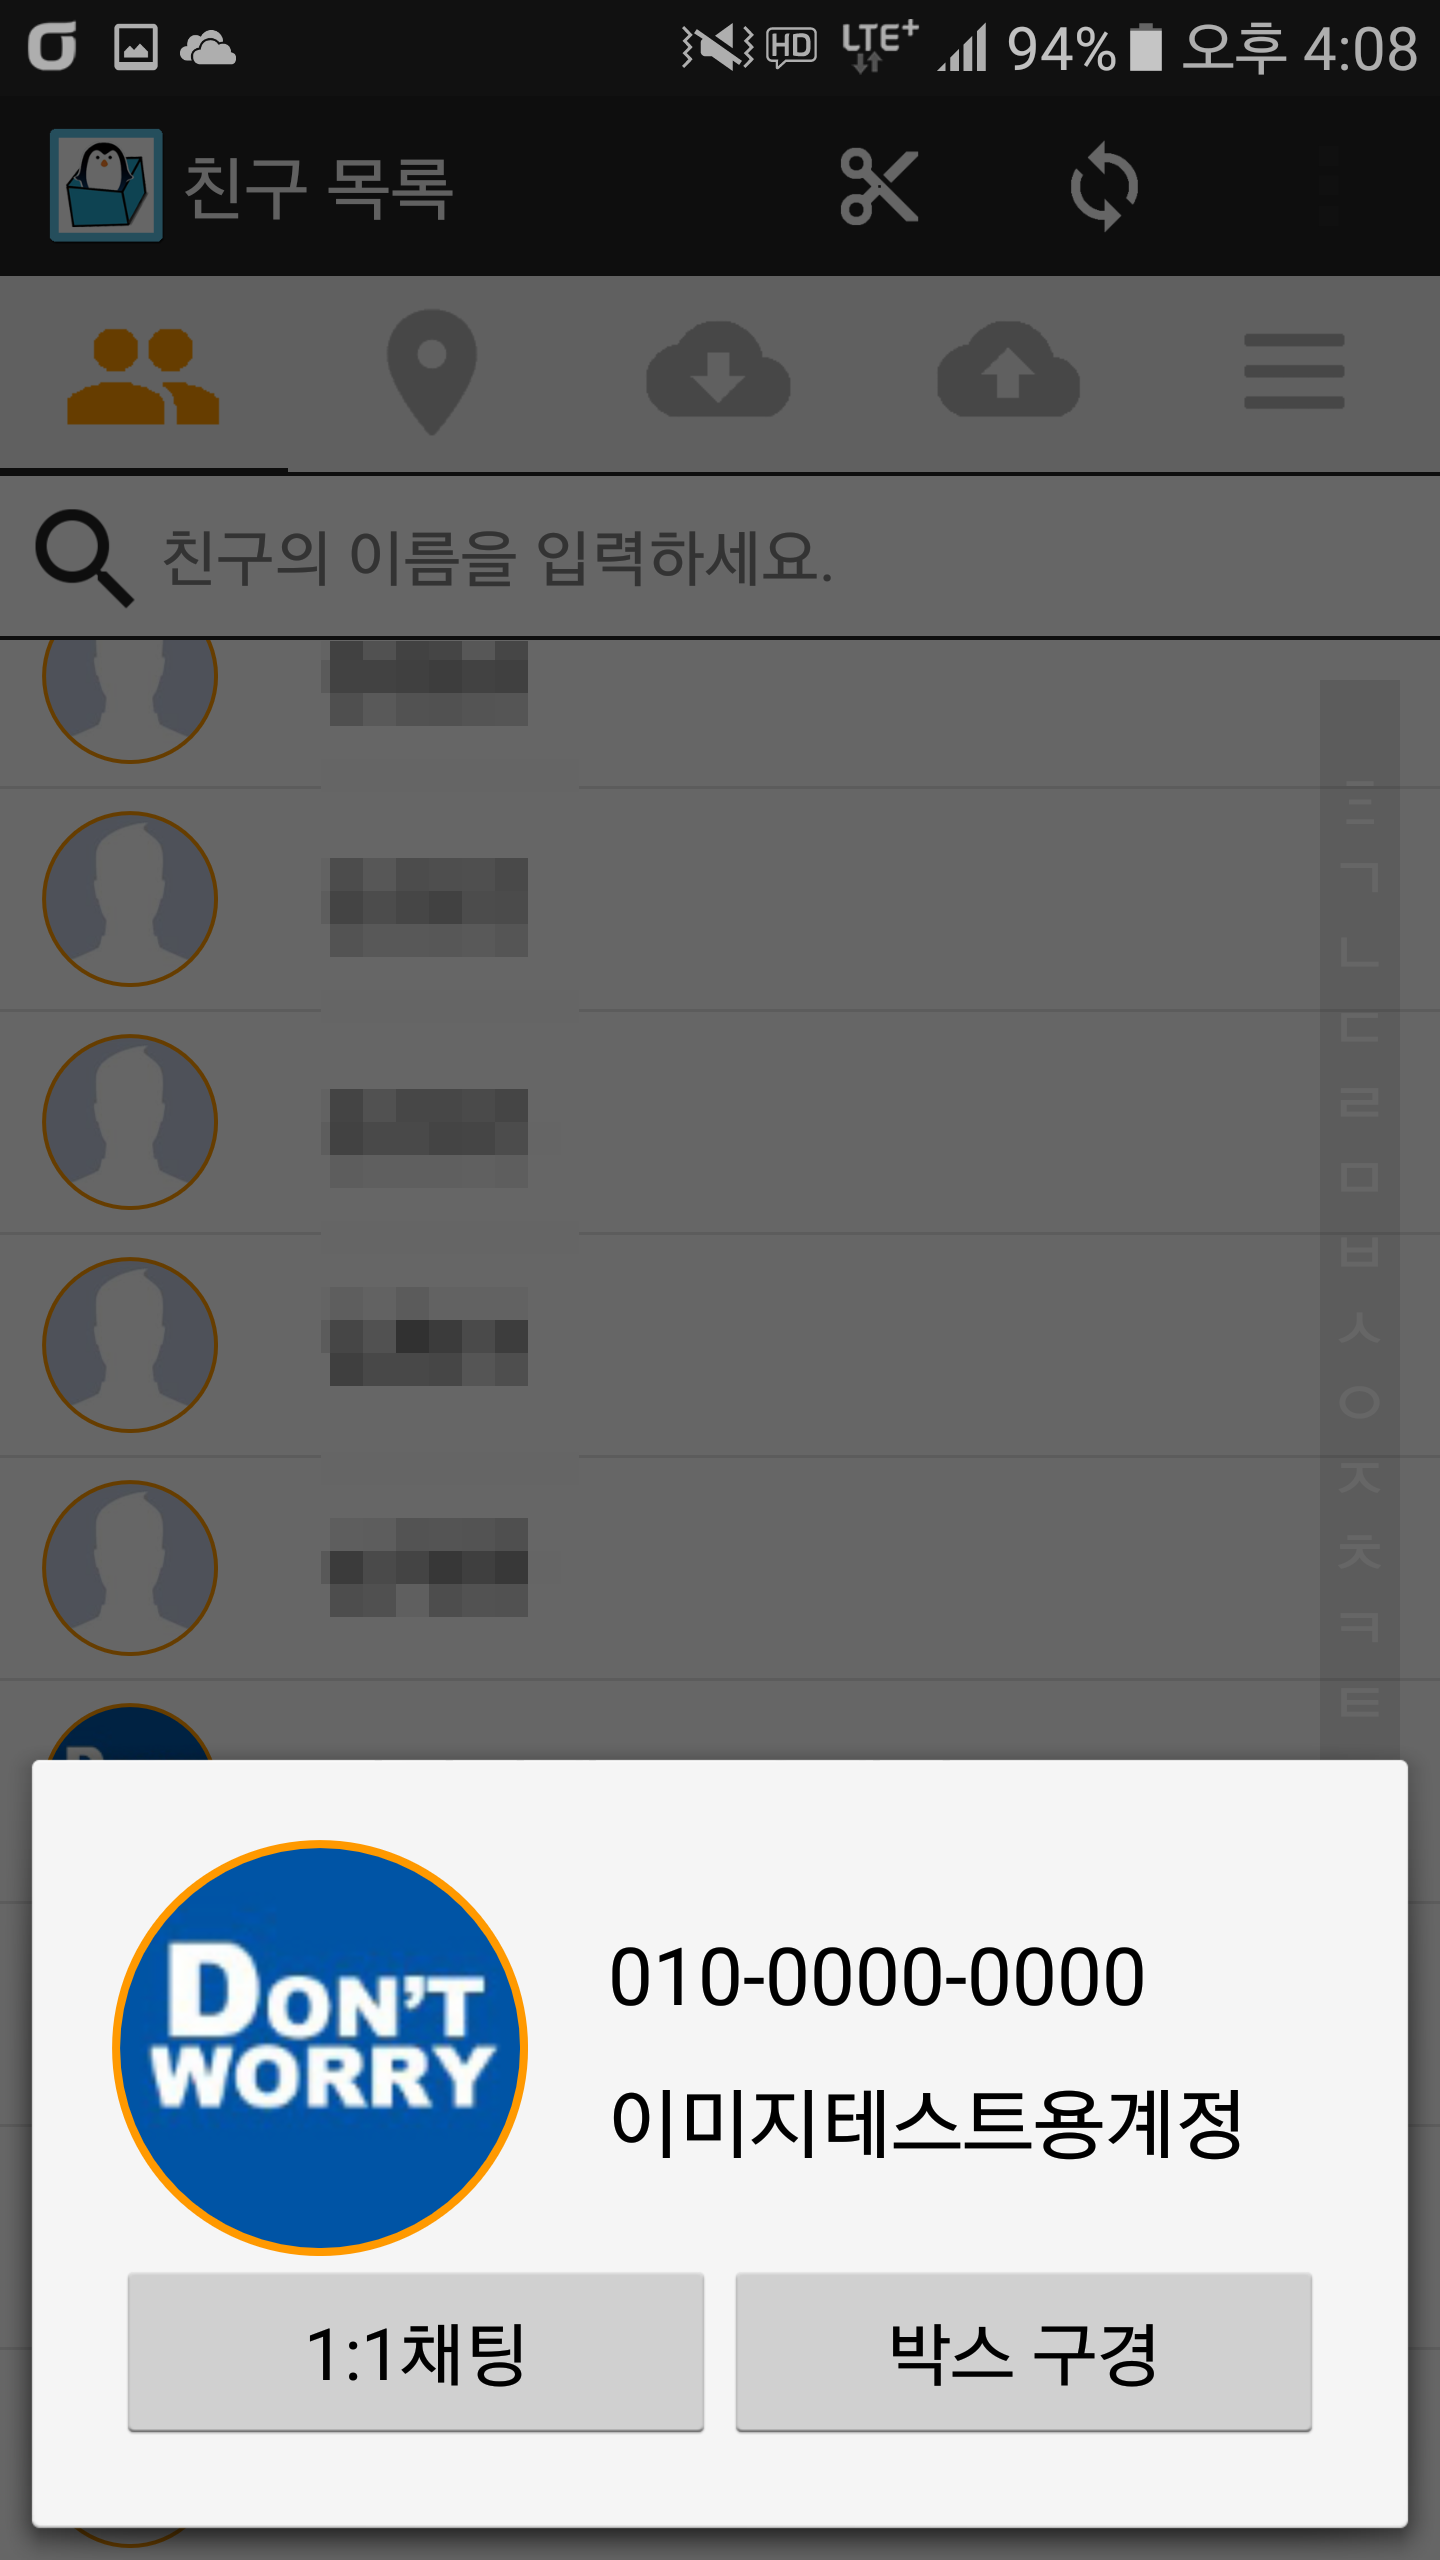 HD LTE+ 94% 오후 4:08
친구 목록
친구의 이름을 입력하세요.
ㄱ
ㄴ
ㄷ
ㄹ
ㅁ
ㅂ
ㅅ
ㅇ
ㅈ
ㅊ
ㅋ
ㅌ
DON'T
WORRY
010-0000-0000
이미지테스트용계정
1:1채팅
박스 구경